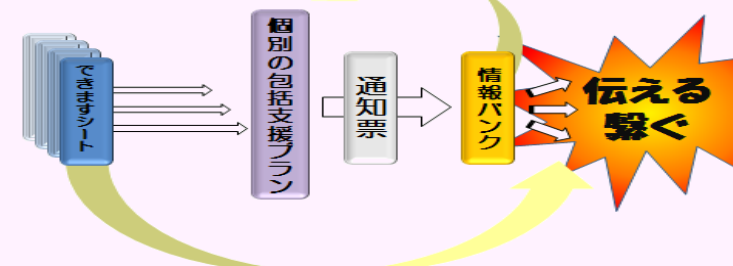 できますシート
個別の包括支援プラン
通知票
情報バンク
伝える
繋ぐ